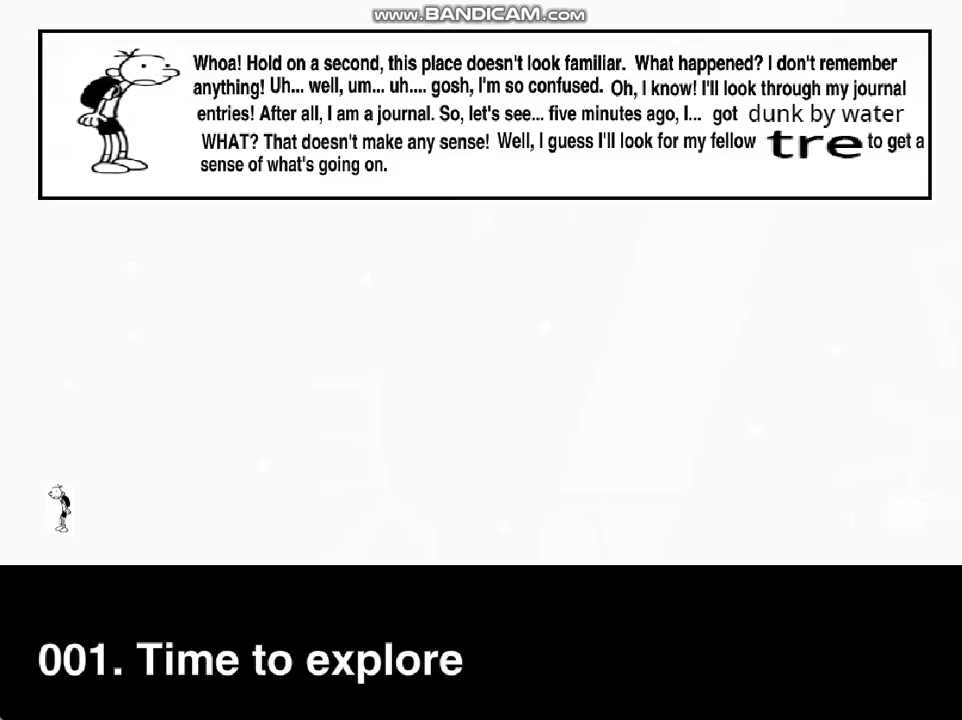 www.BANDICAM.com
Whoa! Hold on a second, this place doesn't look familiar. What happened? I don't remember
anything! Uh... well, um... uh.... gosh, I'm so confused. Oh, I know! I'll look through my journal
entries! After all, I am a journal. So, let's see... five minutes ago, I... got dunk by water
WHAT? That doesn't make any sense! Well, I guess I'll look for my fellow tre to get a
sense of what's going on.
001. Time to explore